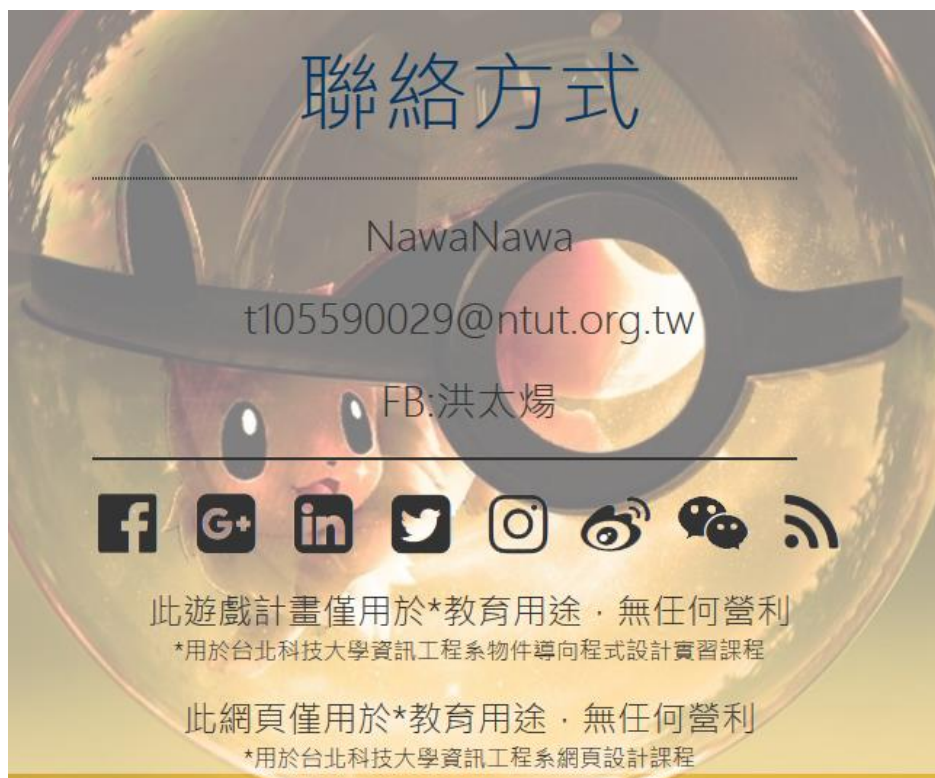 聯絡方式
NawaNawa
t105590029@ntut.org.tw
FB:洪太煬
此遊戲計畫僅用於*教育用途，無任何營利
*用於台北科技大學資訊工程系物件導向程式設計實習課程
此網頁僅用於*教育用途，無任何營利
*用於台北科技大學資訊工程系網頁設計課程